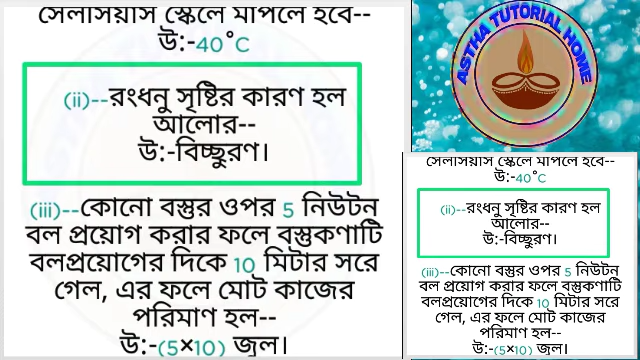 সেলসিয়াস স্কেলে মাপলে হবে--
উ:-40°C
(ii)--রংধনু সৃষ্টির কারণ হল
আলোর--
উ:-বিচ্ছুরণ।
(iii)--কোনো বস্তুর ওপর 5 নিউটন
বল প্রয়োগ করার ফলে বস্তুকণাটি
বলপ্রয়োগের দিকে 10 মিটার সরে
গেল, এর ফলে মোট কাজের
পরিমাণ হল--
উ:-(5×10) জুল।
ASTHA TUTORIAL HOME
সেলসিয়াস স্কেলে মাপলে হবে--
উ:-40°C
(ii)--রংধনু সৃষ্টির কারণ হল
আলোর--
উ:-বিচ্ছুরণ।
(iii)--কোনো বস্তুর ওপর 5 নিউটন
বল প্রয়োগ করার ফলে বস্তুকণাটি
বলপ্রয়োগের দিকে 10 মিটার সরে
গেল, এর ফলে মোট কাজের
পরিমাণ হল--
উ:-(5×10) জুল।